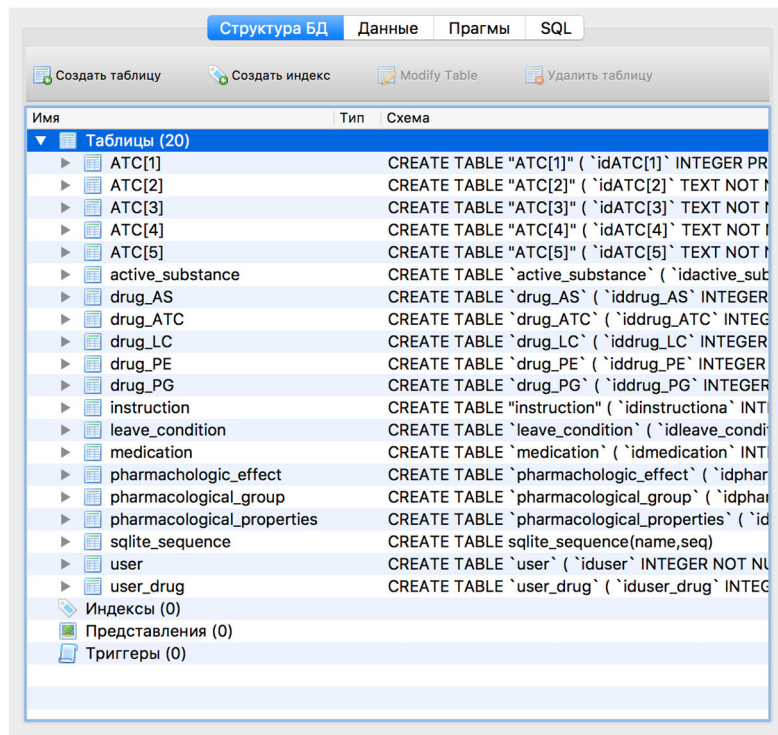 Структура БД Данные Прагмы SQL
Создать таблицу Создать индекс Modify Table Удалить таблицу
Имя Тип Схема
Таблицы (20)
ATC[1] CREATE TABLE "ATC[1]" ( `idATC[1]` INTEGER PR
ATC[2] CREATE TABLE "ATC[2]" ( `idATC[2]` TEXT NOT
ATC[3] CREATE TABLE "ATC[3]" ( `idATC[3]` TEXT NOT
ATC[4] CREATE TABLE "ATC[4]" ( `idATC[4]` TEXT NOT
ATC[5] CREATE TABLE "ATC[5]" ( `idATC[5]` TEXT NOT
active_substance CREATE TABLE `active_substance` ( `idactive_sub
drug_AS CREATE TABLE `drug_AS` ( `iddrug_AS` INTEGER
drug_ATC CREATE TABLE `drug_ATC` ( `iddrug_ATC` INTEG
drug_LC CREATE TABLE `drug_LC` ( `iddrug_LC` INTEGER
drug_PE CREATE TABLE `drug_PE` ( `iddrug_PE` INTEGER
drug_PG CREATE TABLE `drug_PG` ( `iddrug_PG` INTEGER
instruction CREATE TABLE "instruction" ( `idinstructiona` INT
leave_condition CREATE TABLE `leave_condition` ( `idleave_condi
medication CREATE TABLE `medication` ( `idmedication` INT
pharmachologic_effect CREATE TABLE `pharmachologic_effect` ( `idphar
pharmacological_group CREATE TABLE `pharmacological_group` ( `idphar
pharmacological_properties CREATE TABLE `pharmacological_properties` ( `id
sqlite_sequence CREATE TABLE sqlite_sequence(name,seq)
user CREATE TABLE `user` ( `iduser` INTEGER NOT NU
user_drug CREATE TABLE `user_drug` ( `iduser_drug` INTEG
Индексы (0)
Представления (0)
Триггеры (0)